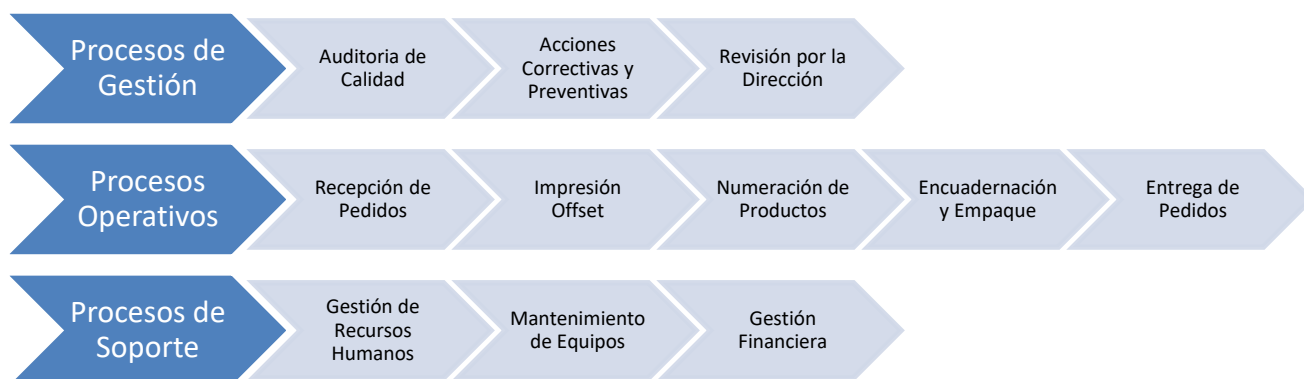 Procesos de
Gestión
Auditoria de
Calidad
Acciones
Correctivas y
Preventivas
Revisión por la
Dirección
Procesos
Operativos
Recepción de
Pedidos
Impresión
Offset
Numeración de
Productos
Encuadernación
y Empaque
Entrega de
Pedidos
Procesos de
Soporte
Gestión de
Recursos
Humanos
Mantenimiento
de Equipos
Gestión
Financiera